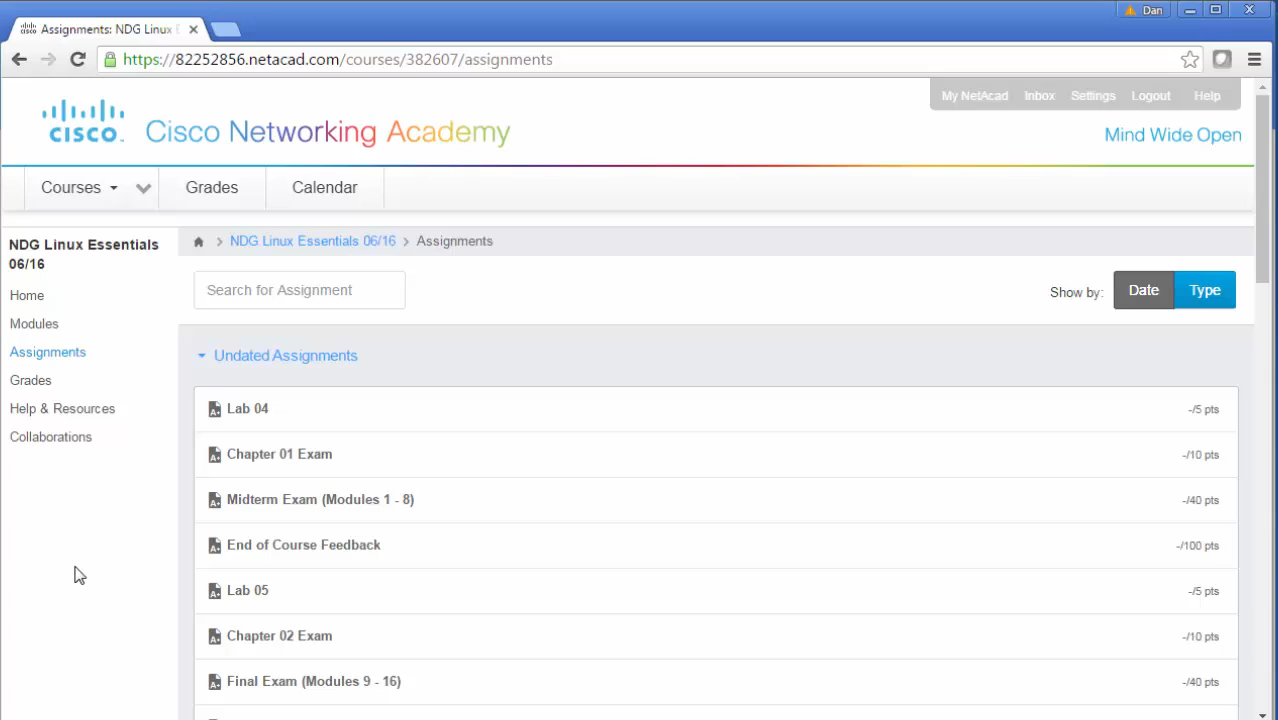 Dan
Assignments: NDG Linux E
https://82252856.netacad.com/courses/382607/assignments
My NetAcad Inbox Settings Logout Help
CISCO Cisco Networking Academy
Mind Wide Open
Courses Grades Calendar
NDG Linux Essentials 06/16
Home
Modules
Assignments
Grades
Help & Resources
Collaborations
NDG Linux Essentials 06/16 > Assignments
Search for Assignment
Show by: Date Type
Undated Assignments
Lab 04 -/5 pts
Chapter 01 Exam -/10 pts
Midterm Exam (Modules 1 - 8) -/40 pts
End of Course Feedback -/100 pts
Lab 05 -/5 pts
Chapter 02 Exam -/10 pts
Final Exam (Modules 9 - 16) -/40 pts